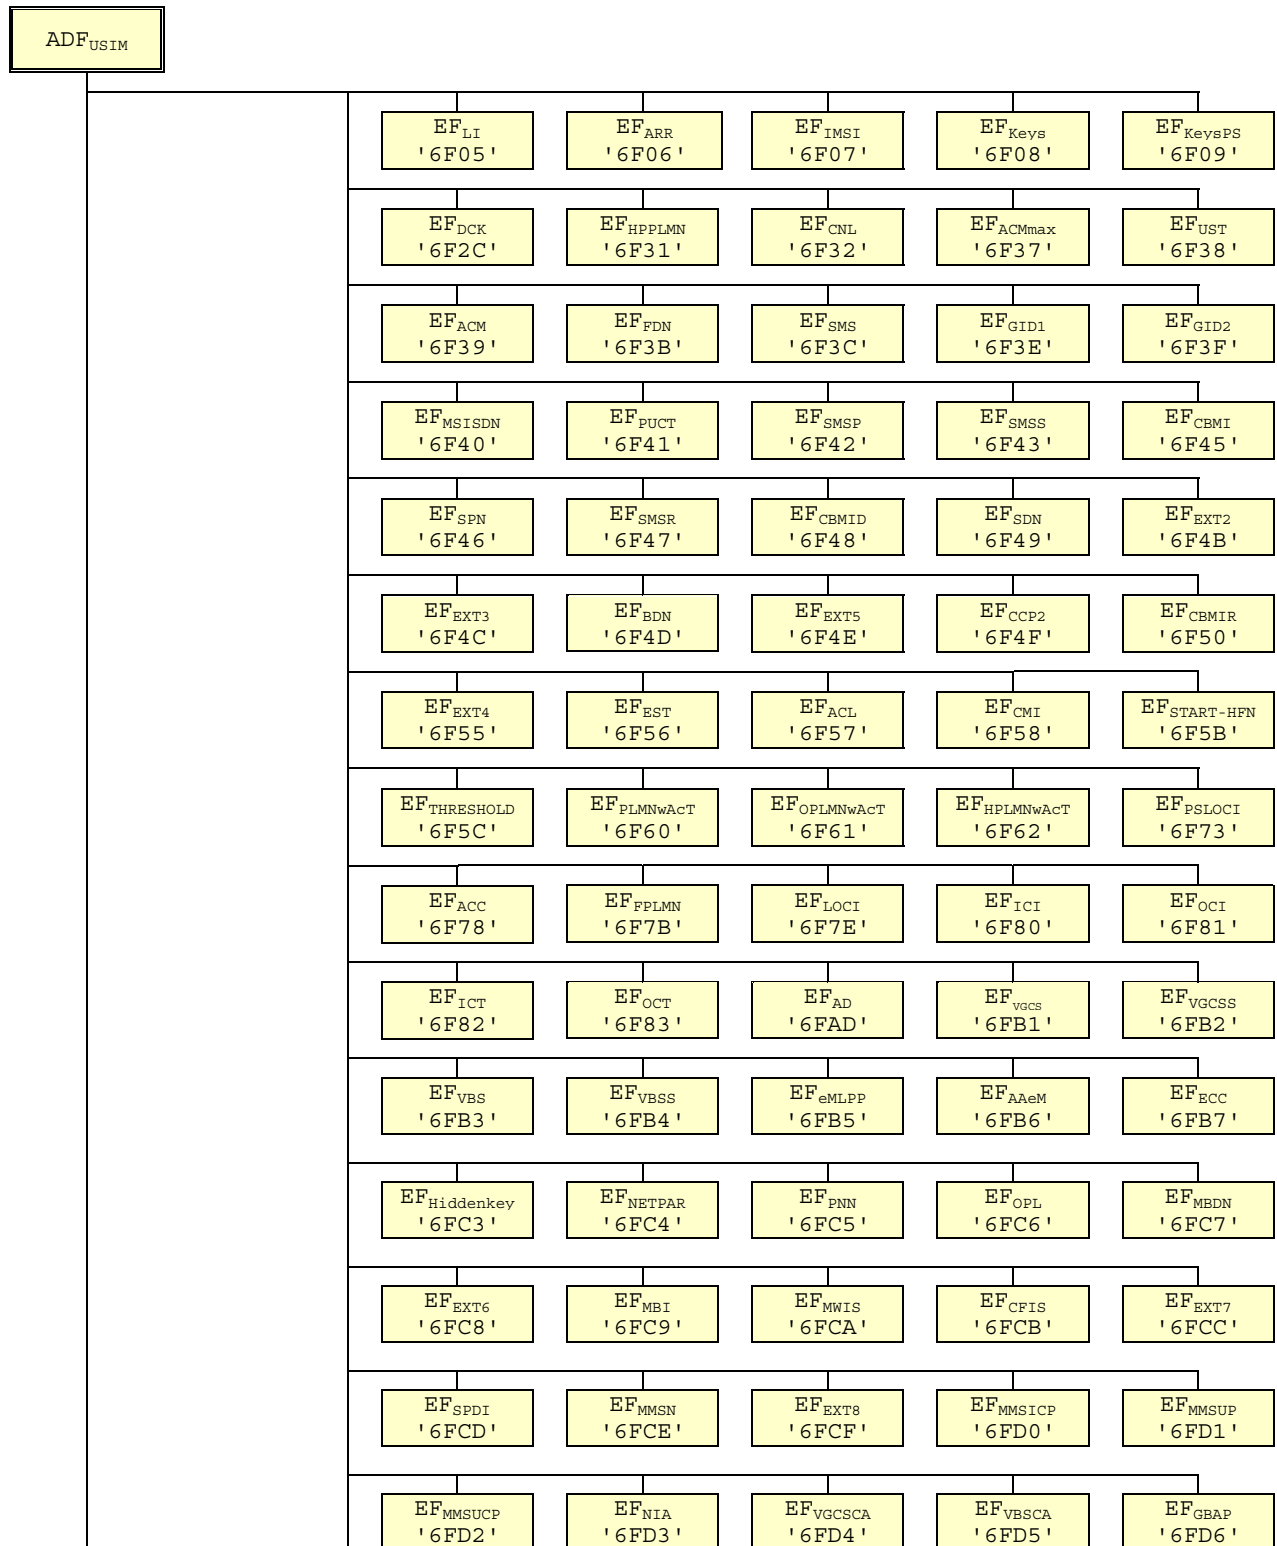 ADFUSIM
EFLI EFARR EFIMSI EFKeys EFKeysPS
'6F05' '6F06' '6F07' '6F08' '6F09'
EFDCK EFHPPLMN EFCNL EFACMmax EFUST
'6F2C' '6F31' '6F32' '6F37' '6F38'
EFACM EFFDN EFSMS EFGID1 EFGID2
'6F39' '6F3B' '6F3C' '6F3E' '6F3F'
EFMSISDN EFPUCT EFSMSP EFSMSS EFCBMI
'6F40' '6F41' '6F42' '6F43' '6F45'
EFSPN EFSMSR EFCBMID EFSDN EFEXT2
'6F46' '6F47' '6F48' '6F49' '6F4B'
EFEXT3 EFBDN EFEXT5 EFCCP2 EFCBMIR
'6F4C' '6F4D' '6F4E' '6F4F' '6F50'
EFEXT4 EFEST EFACL EFCMI EFSTART-HFN
'6F55' '6F56' '6F57' '6F58' '6F5B'
EFTHRESHOLD EFPLMNwAcT EFOPLMNwAcT EFHPLMNwAcT EFPSLOCI
'6F5C' '6F60' '6F61' '6F62' '6F73'
EFACC EFFPLMN EFLOCI EFICI EFOCI
'6F78' '6F7B' '6F7E' '6F80' '6F81'
EFICT EFOCT EFAD EFVGCS EFVGCSS
'6F82' '6F83' '6FAD' '6FB1' '6FB2'
EFVBS EFVBSS EFeMLPP EFAAeM EFECC
'6FB3' '6FB4' '6FB5' '6FB6' '6FB7'
EFHiddenkey EFNETPAR EFPNN EFOPL EFMBDN
'6FC3' '6FC4' '6FC5' '6FC6' '6FC7'
EFEXT6 EFMBI EFMWIS EFCFIS EFEXT7
'6FC8' '6FC9' '6FCA' '6FCB' '6FCC'
EFSPDI EFMMSN EFEXT8 EFMMSICP EFMMSUP
'6FCD' '6FCE' '6FCF' '6FD0' '6FD1'
EFMMSUCP EFNIA EFVGCSCA EFVBSCA EFGBAP
'6FD2' '6FD3' '6FD4' '6FD5' '6FD6'